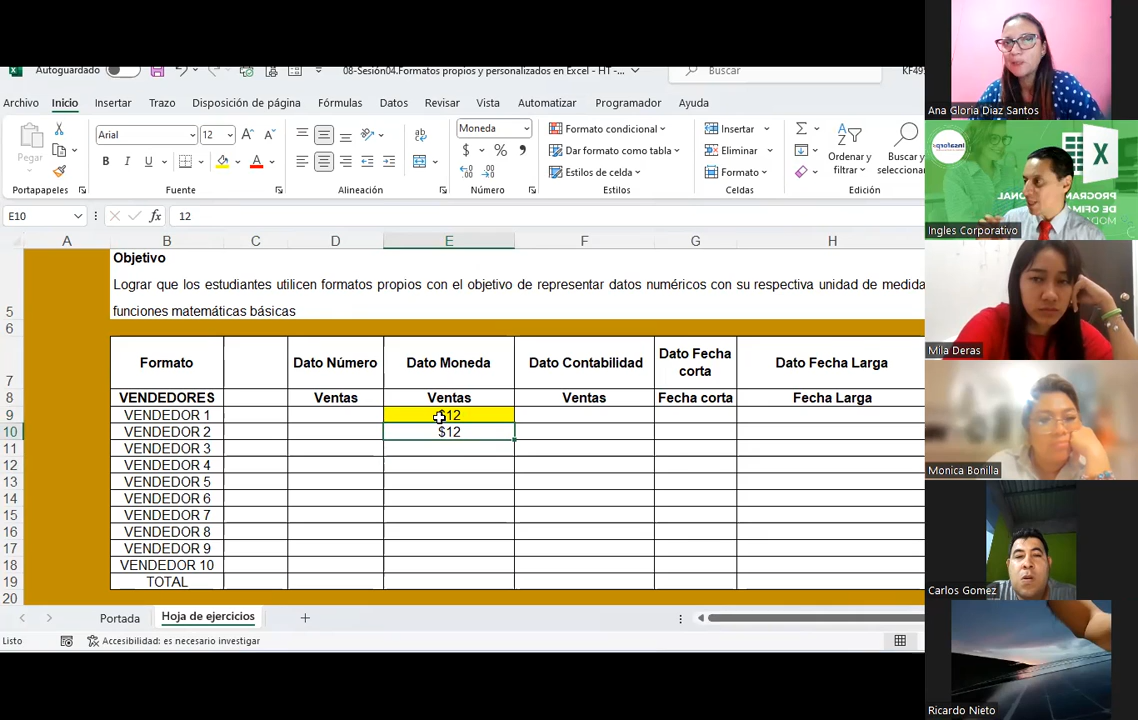 Autoguardado
08-Sesión04.Formatos propios y personalizados en Excel - HT -...
Buscar
KF49
Archivo Inicio Insertar Trazo Disposición de página Fórmulas Datos Revisar Vista Automatizar Programador Ayuda
Pegar
Portapapeles
Arial 12
N K S
Fuente
Alineación
Moneda
$ % ,
Número
Formato condicional
Dar formato como tabla
Estilos de celda
Estilos
Insertar
Eliminar
Formato
Celdas
Ordenar y filtrar
Buscar y
seleccionar
Edición
E10 fx 12
A B C D E F G H
Objetivo
5 Lograr que los estudiantes utilicen formatos propios con el objetivo de representar datos numéricos con su respectiva unidad de medida
funciones matemáticas básicas
6
7 Formato Dato Número Dato Moneda Dato Contabilidad Dato Fecha corta Dato Fecha Larga
8 VENDEDORES Ventas Ventas Ventas Fecha corta Fecha Larga
9 VENDEDOR 1 $12
10 VENDEDOR 2 $12
11 VENDEDOR 3
12 VENDEDOR 4
13 VENDEDOR 5
14 VENDEDOR 6
15 VENDEDOR 7
16 VENDEDOR 8
17 VENDEDOR 9
18 VENDEDOR 10
19 TOTAL
20
Portada Hoja de ejercicios
Listo Accesibilidad: es necesario investigar
Ana Gloria Diaz Santos
Ingles Corporativo
Mila Deras
Monica Bonilla
Carlos Gomez
Ricardo Nieto